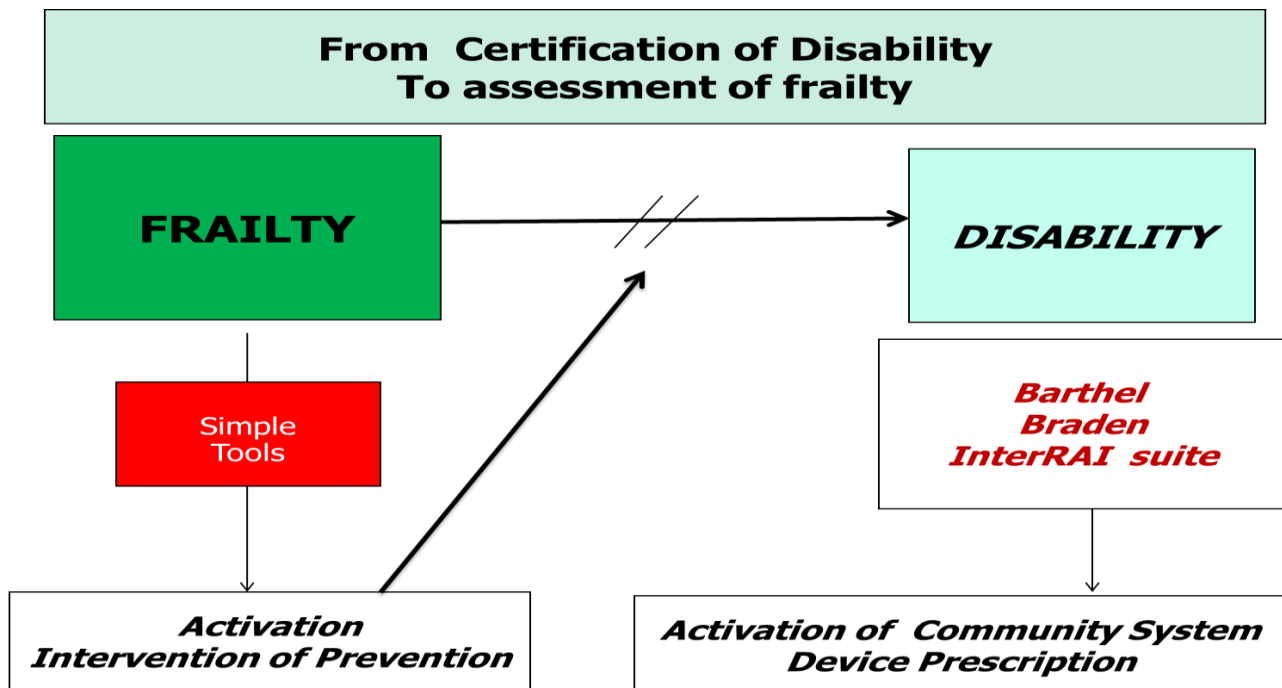 From Certification of Disability
To assessment of frailty
FRAILTY
DISABILITY
Simple
Tools
Barthel
Braden
InterRAI suite
Activation
Intervention of Prevention
Activation of Community System
Device Prescription